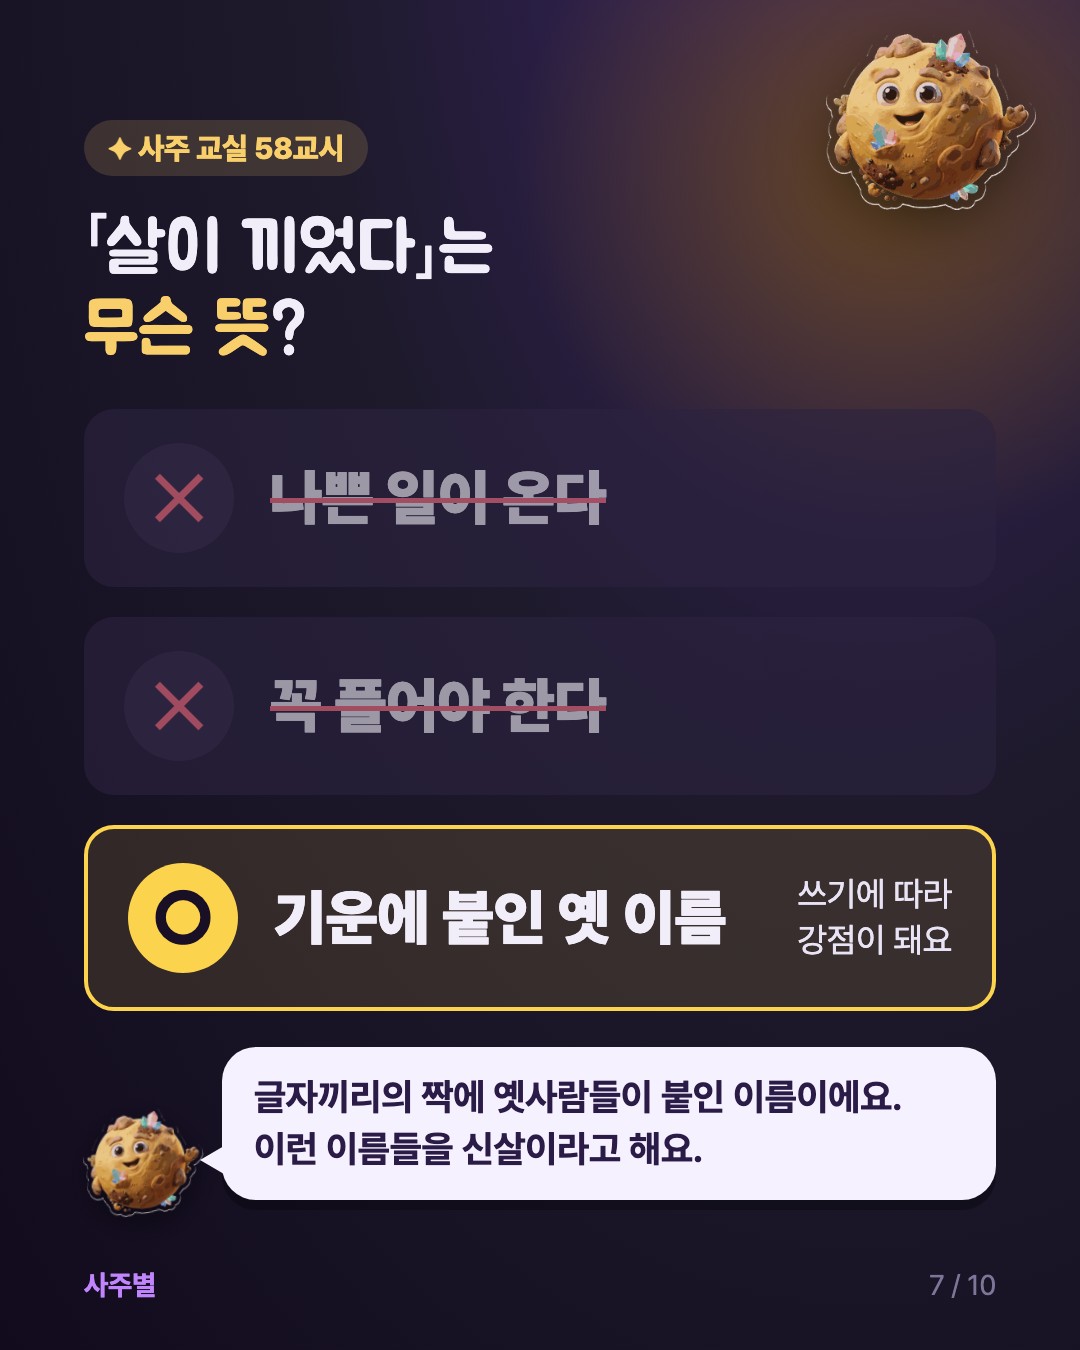 ✦ 사주 교실 58교시
「살이 끼었다」는
무슨 뜻?
나쁜 일이 온다
꼭 풀어야 한다
기운에 붙인 옛 이름
쓰기에 따라
강점이 돼요
글자끼리의 짝에 옛사람들이 붙인 이름이에요.
이런 이름들을 신살이라고 해요.
사주별
7 / 10